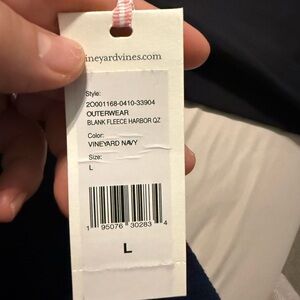 ineyardvines.com
Style:
2O001168-0410-33904
OUTERWEAR
BLANK FLEECE HARBOR QZ
Color:
VINEYARD NAVY
Size:
L
1 95076 30283 4
L